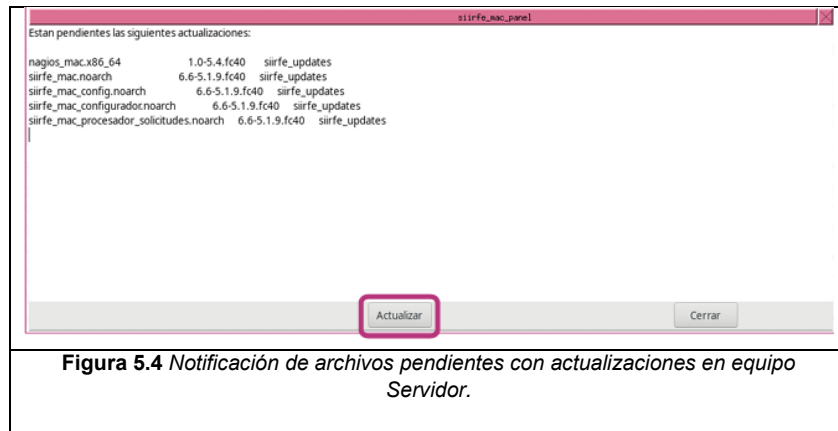 siirfe_mac_panel
Estan pendientes las siguientes actualizaciones:
nagios_mac.x86_64 1.0-5.4.fc40 siirfe_updates
siirfe_mac.noarch 6.6-5.1.9.fc40 siirfe_updates
siirfe_mac_config.noarch 6.6-5.1.9.fc40 siirfe_updates
siirfe_mac_configurador.noarch 6.6-5.1.9.fc40 siirfe_updates
siirfe_mac_procesador_solicitudes.noarch 6.6-5.1.9.fc40 siirfe_updates
Actualizar Cerrar
Figura 5.4 Notificación de archivos pendientes con actualizaciones en equipo
Servidor.